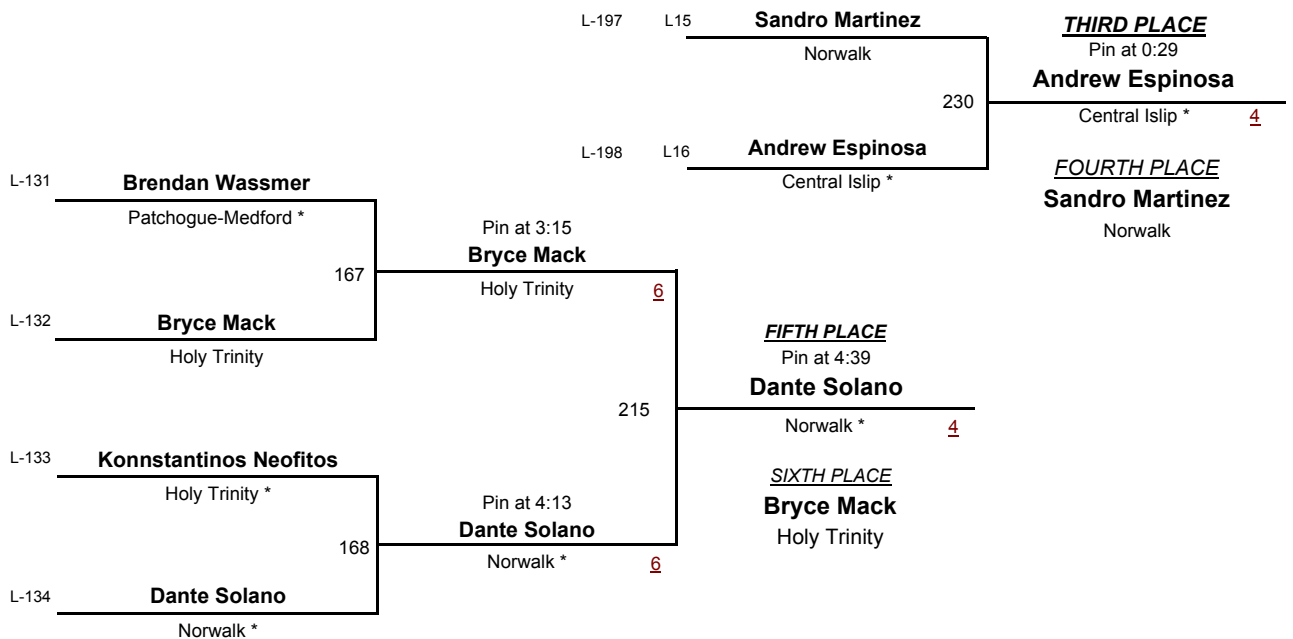 L-197 L15 Sandro Martinez
Norwalk
THIRD PLACE
Pin at 0:29
Andrew Espinosa
230
Central Islip * 4
L-198 L16 Andrew Espinosa
Central Islip *
FOURTH PLACE
Sandro Martinez
Norwalk
L-131 Brendan Wassmer
Patchogue-Medford *
Pin at 3:15
Bryce Mack
167
Holy Trinity 6
L-132 Bryce Mack
Holy Trinity
FIFTH PLACE
Pin at 4:39
Dante Solano
215
Norwalk * 4
L-133 Konnstantinos Neofitos
Holy Trinity *
SIXTH PLACE
Bryce Mack
Holy Trinity
Pin at 4:13
Dante Solano
168
Norwalk * 6
L-134 Dante Solano
Norwalk *